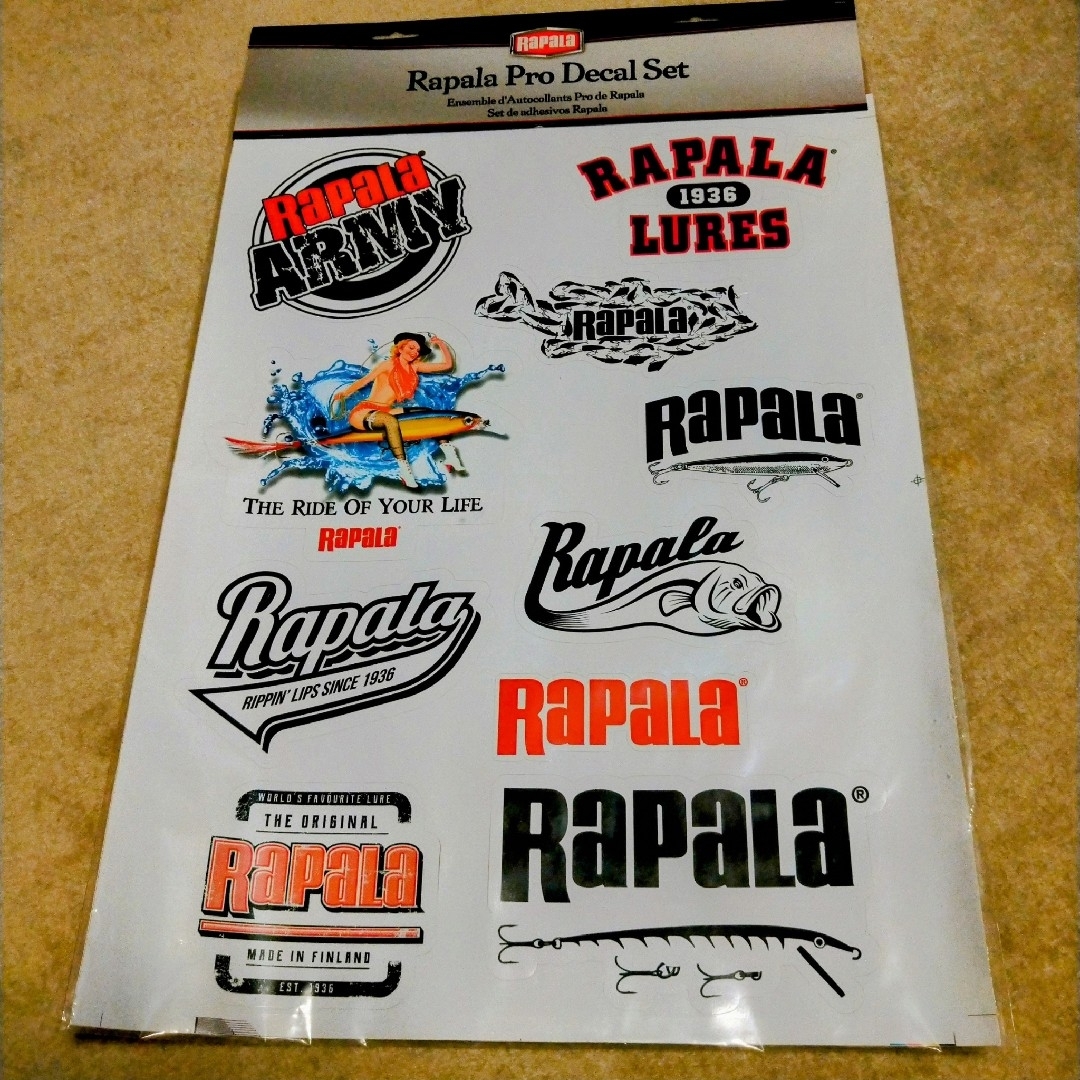 Rapala
Rapala Pro Decal Set
Ensemble d'Autocollants Pro de Rapala
Set de adhesivos Rapala
Rapala®
ARMY
RAPALA®
1936
LURES
Rapala
THE RIDE OF YOUR LIFE
Rapala®
Rapala®
Rapala
Rapala
RIPPIN' LIPS SINCE 1936
Rapala®
WORLD'S FAVOURITE LURE
THE ORIGINAL
Rapala
MADE IN FINLAND
EST. 1936
Rapala®